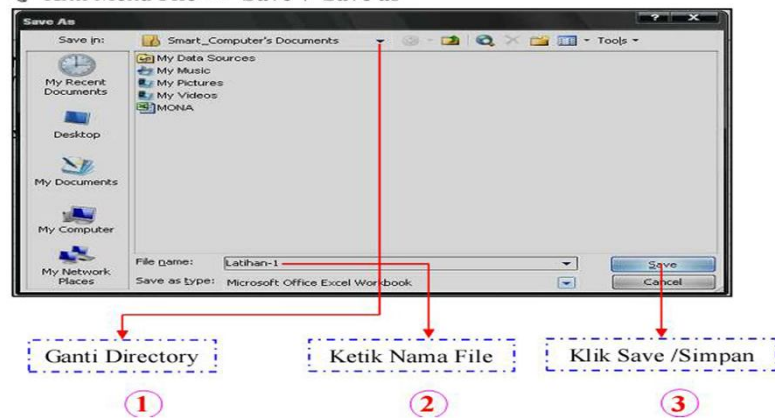 Save As
Save in: Smart_Computer's Documents Tools
My Data Sources
My Music
My Pictures
My Videos
MONA
My Recent
Documents
Desktop
My Documents
My Computer
My Network
Places
File name: Latihan-1 Save
Save as type: Microsoft Office Excel Workbook Cancel
Ganti Directory Ketik Nama File Klik Save /Simpan
1 2 3